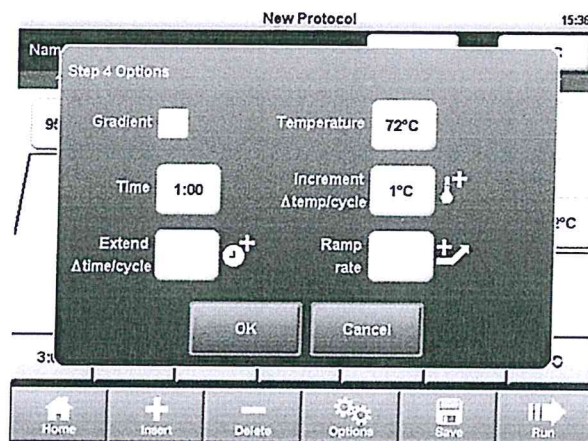 New Protocol 15:36
Step 4 Options
Gradient Temperature 72°C
Time 1:00 Increment Δtemp/cycle 1°C
Extend Δtime/cycle Ramp rate
OK Cancel
Home Insert Delete Options Save Run